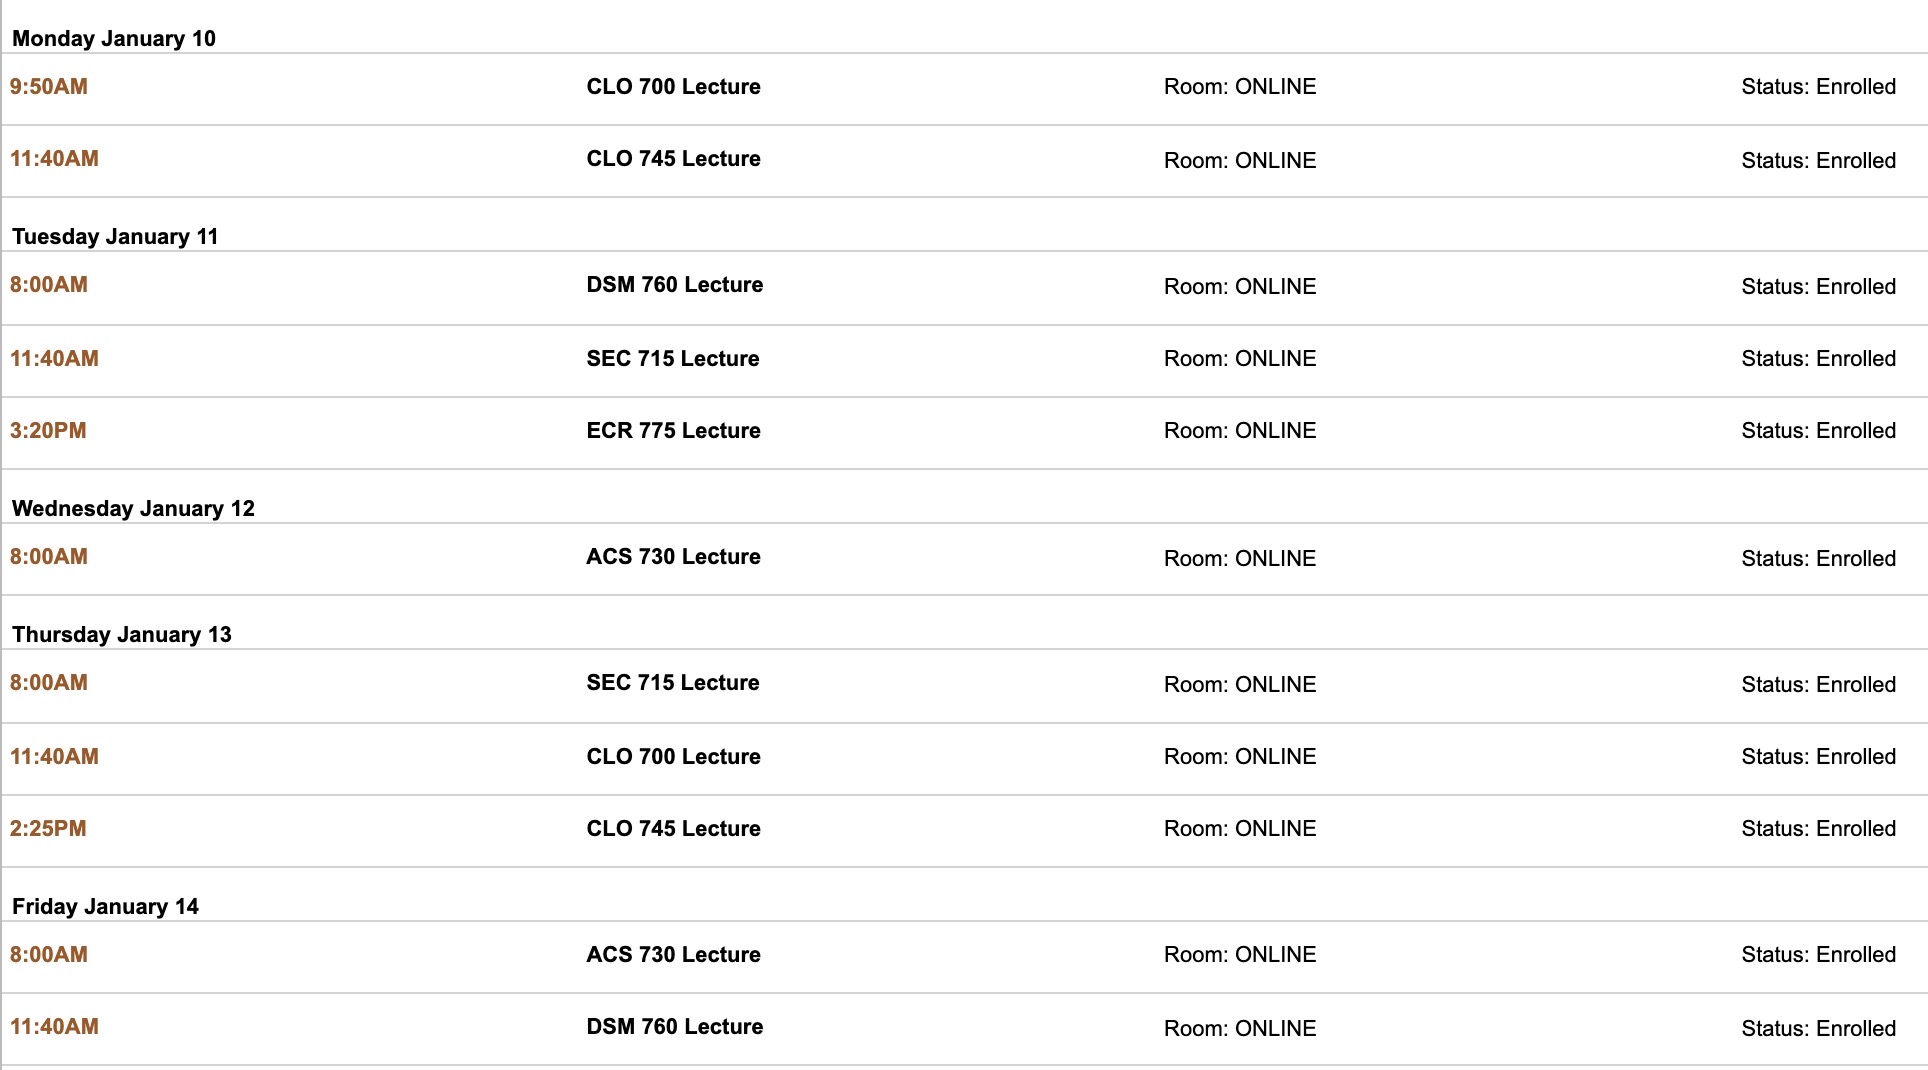 Monday January 10
9:50AM CLO 700 Lecture Room: ONLINE Status: Enrolled
11:40AM CLO 745 Lecture Room: ONLINE Status: Enrolled
Tuesday January 11
8:00AM DSM 760 Lecture Room: ONLINE Status: Enrolled
11:40AM SEC 715 Lecture Room: ONLINE Status: Enrolled
3:20PM ECR 775 Lecture Room: ONLINE Status: Enrolled
Wednesday January 12
8:00AM ACS 730 Lecture Room: ONLINE Status: Enrolled
Thursday January 13
8:00AM SEC 715 Lecture Room: ONLINE Status: Enrolled
11:40AM CLO 700 Lecture Room: ONLINE Status: Enrolled
2:25PM CLO 745 Lecture Room: ONLINE Status: Enrolled
Friday January 14
8:00AM ACS 730 Lecture Room: ONLINE Status: Enrolled
11:40AM DSM 760 Lecture Room: ONLINE Status: Enrolled